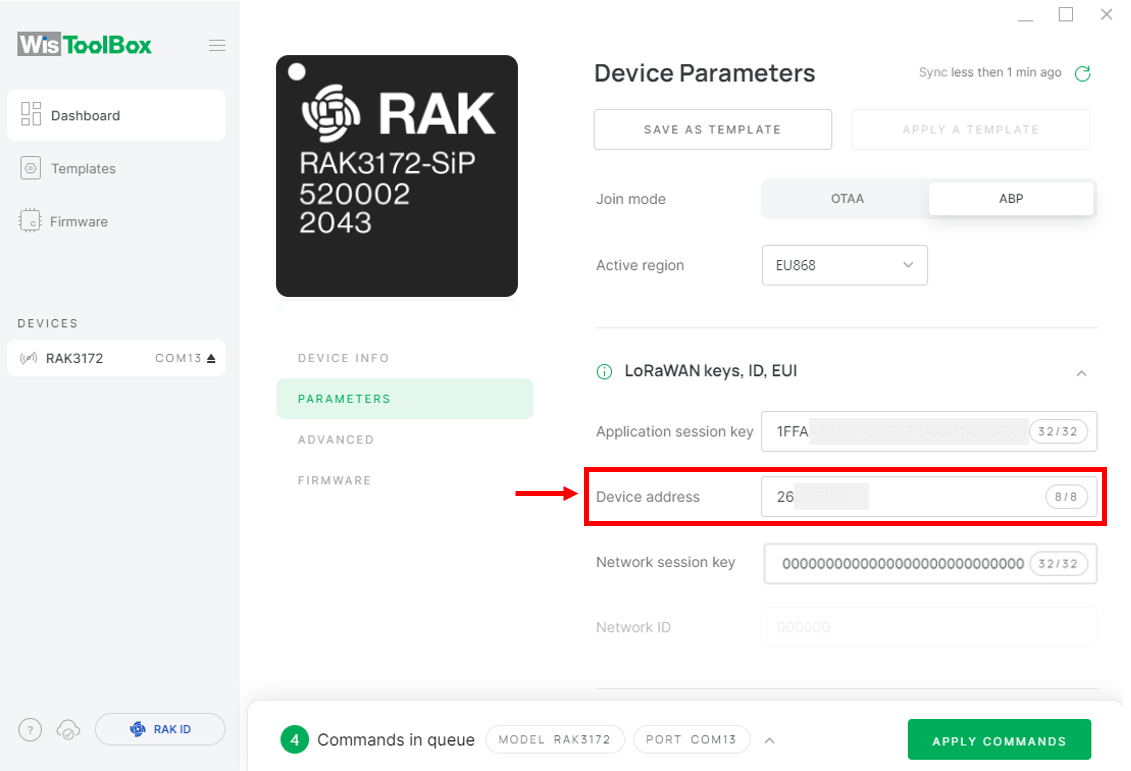 WisToolBox
Dashboard
Templates
Firmware
DEVICES
RAK3172 COM13
? RAK ID
RAK
RAK3172-SiP
520002
2043
DEVICE INFO
PARAMETERS
ADVANCED
FIRMWARE
Device Parameters Sync less then 1 min ago
SAVE AS TEMPLATE APPLY A TEMPLATE
Join mode OTAA ABP
Active region EU868
LoRaWAN keys, ID, EUI
Application session key 1FFA 32/32
Device address 26 8/8
Network session key 0000000000000000000000000000 32/32
Network ID 000000
4 Commands in queue MODEL RAK3172 PORT COM13 APPLY COMMANDS